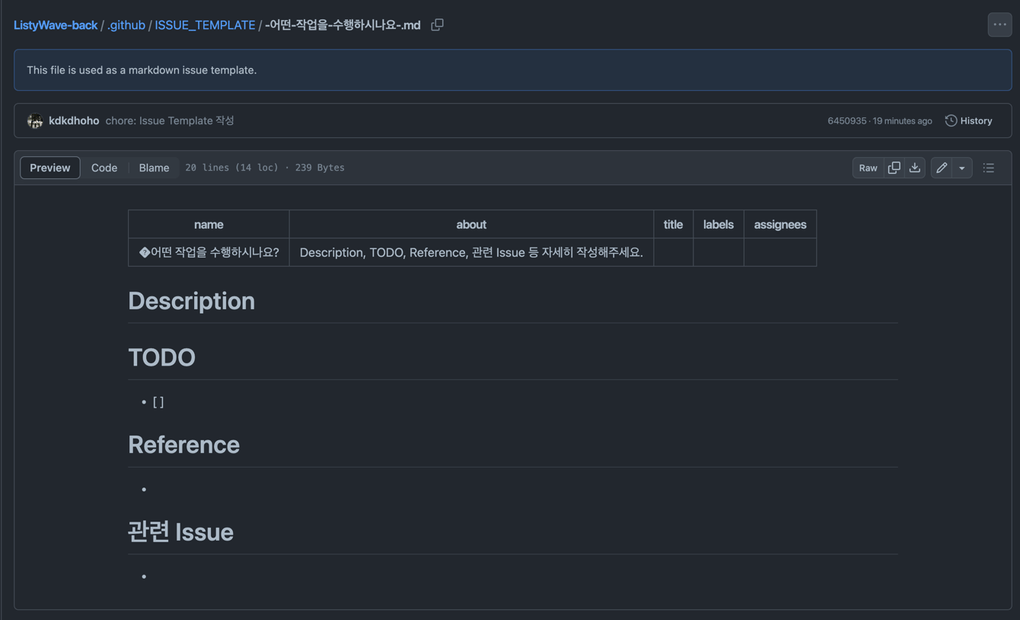 ListyWave-back / .github / ISSUE_TEMPLATE / -어떤-작업을-수행하시나요-.md
This file is used as a markdown issue template.
kdkdhoho chore: Issue Template 작성 6450935 · 19 minutes ago History
Preview Code Blame 20 lines (14 loc) · 239 Bytes Raw
name about title labels assignees
�어떤 작업을 수행하시나요? Description, TODO, Reference, 관련 Issue 등 자세히 작성해주세요.
Description
TODO
• [ ]
Reference
•
관련 Issue
•